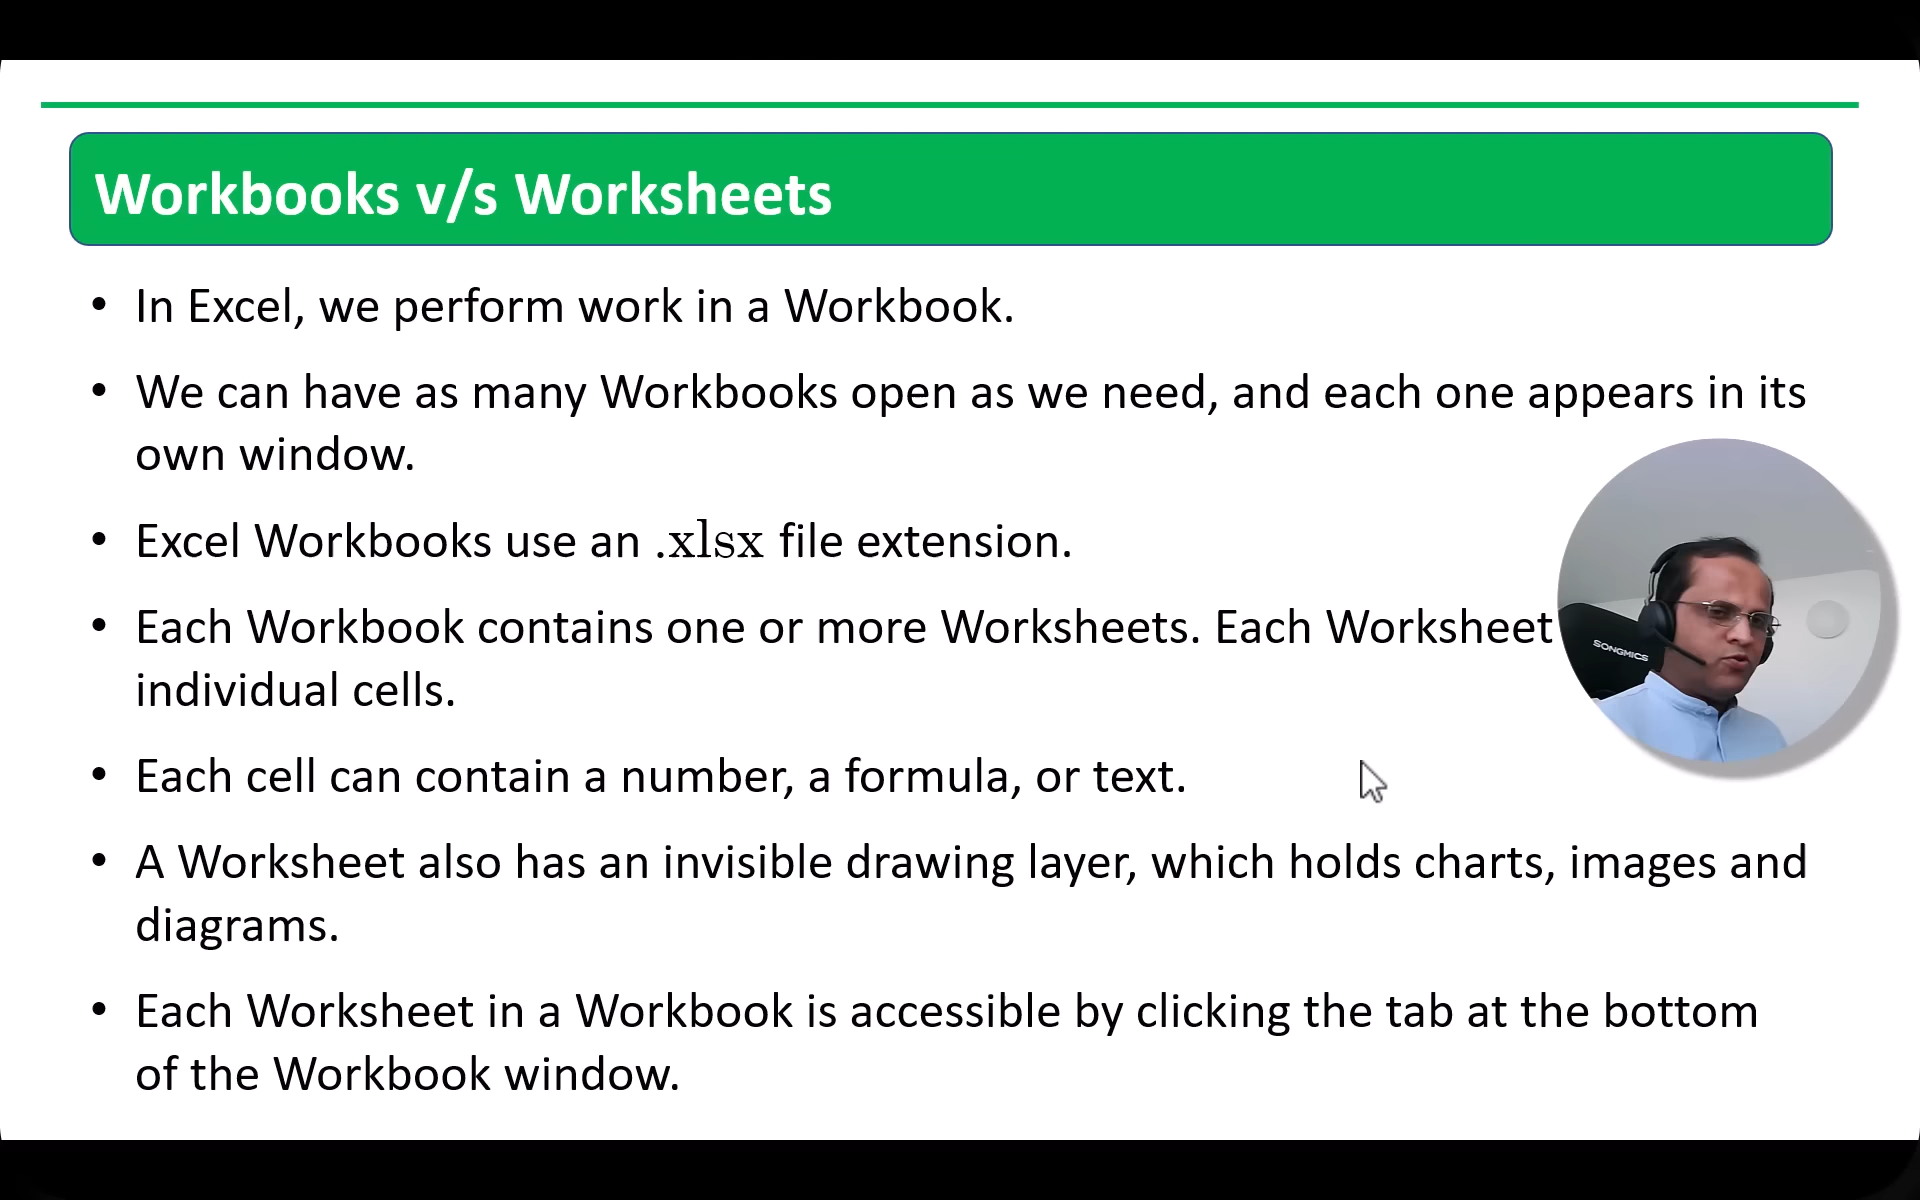 Workbooks v/s Worksheets
• In Excel, we perform work in a Workbook.
• We can have as many Workbooks open as we need, and each one appears in its
own window.
• Excel Workbooks use an .xlsx file extension.
• Each Workbook contains one or more Worksheets. Each Worksheet
individual cells.
• Each cell can contain a number, a formula, or text.
• A Worksheet also has an invisible drawing layer, which holds charts, images and
diagrams.
• Each Worksheet in a Workbook is accessible by clicking the tab at the bottom
of the Workbook window.
SONGMICS